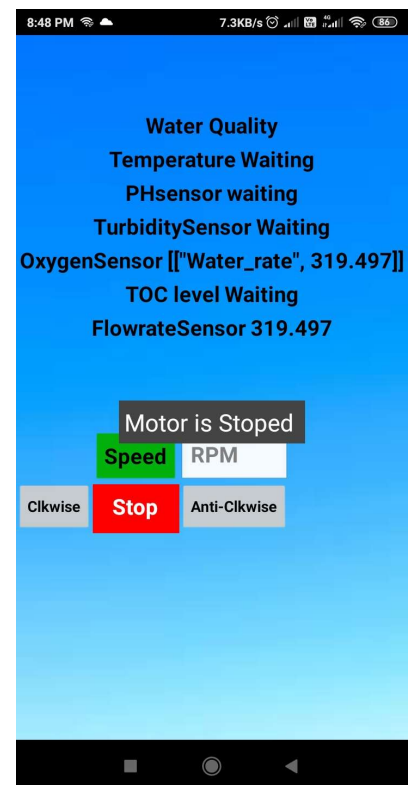 8:48 PM 7.3KB/s 4G 86
Water Quality
Temperature Waiting
PHsensor waiting
TurbiditySensor Waiting
OxygenSensor [["Water_rate", 319.497]]
TOC level Waiting
FlowrateSensor 319.497
Motor is Stoped
Speed RPM
Clkwise Stop Anti-Clkwise